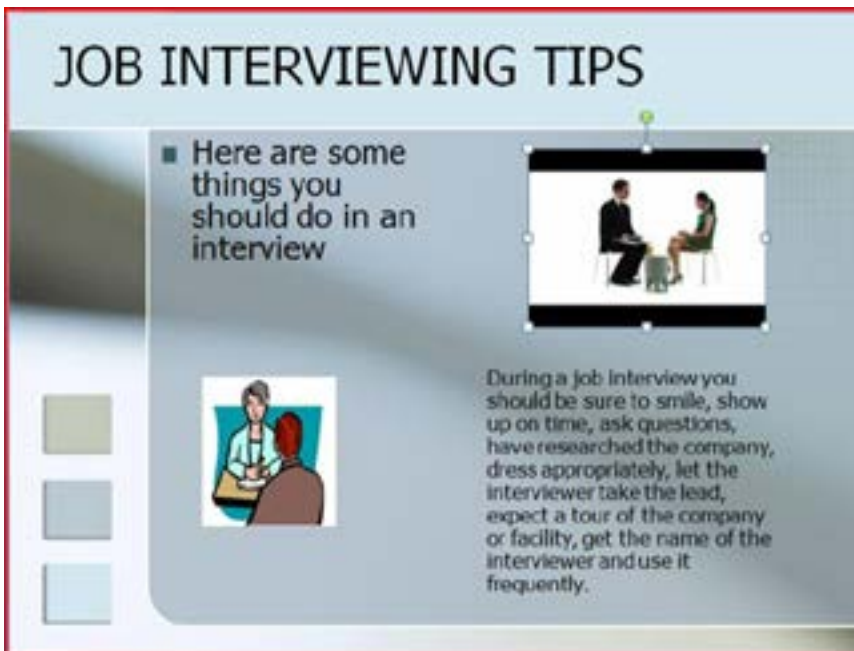 JOB INTERVIEWING TIPS
Here are some
things you
should do in an
interview
During a job interview you
should be sure to smile, show
up on time, ask questions,
have researched the company,
dress appropriately, let the
interviewer take the lead,
expect a tour of the company
or facility, get the name of the
interviewer and use it
frequently.